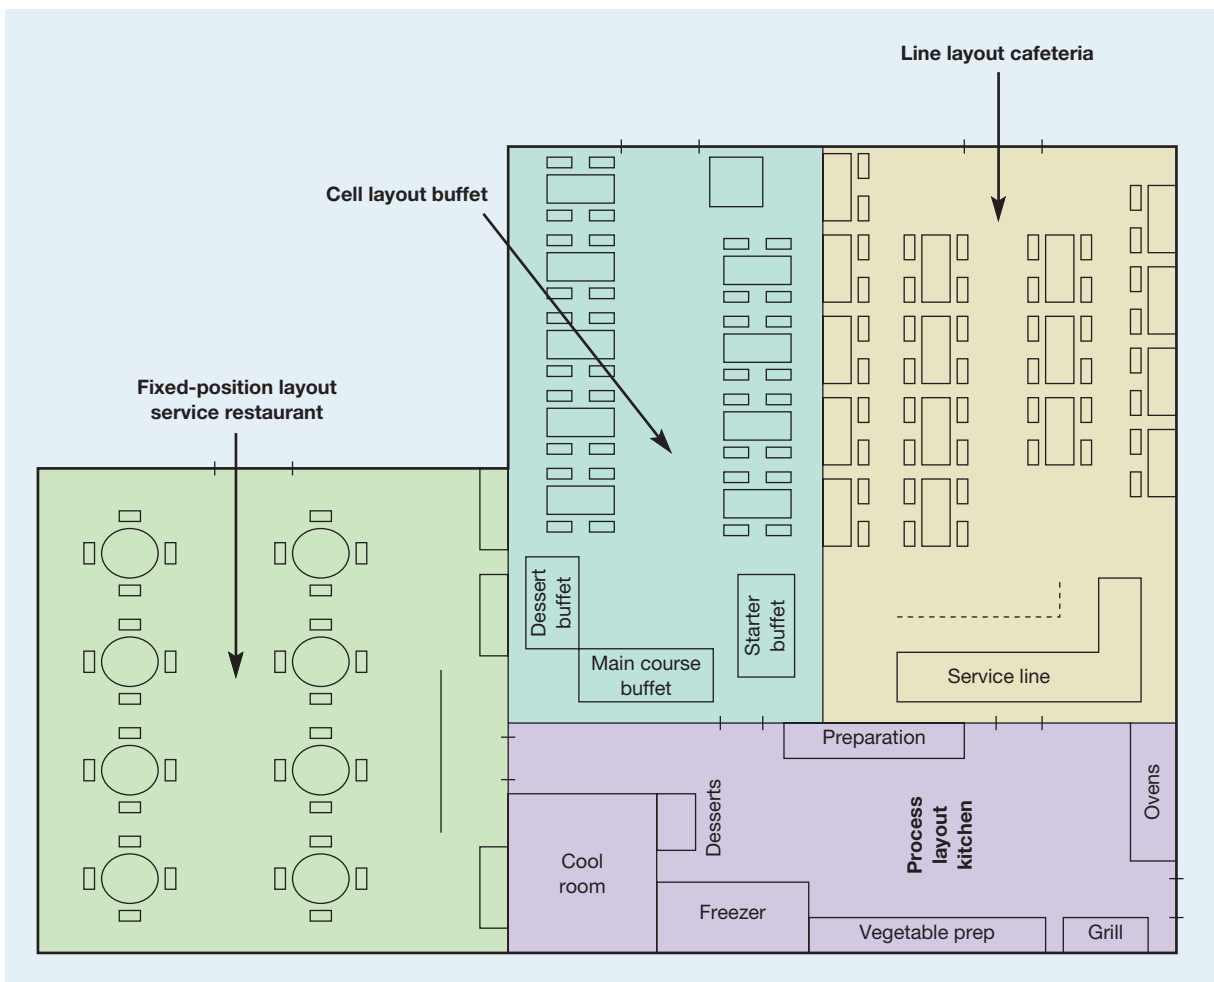 Line layout cafeteria
Cell layout buffet
Fixed-position layout
service restaurant
Dessert
buffet
Main course
buffet
Starter
buffet
Service line
Preparation
Ovens
Desserts
Process
layout
kitchen
Cool
room
Freezer
Vegetable prep
Grill